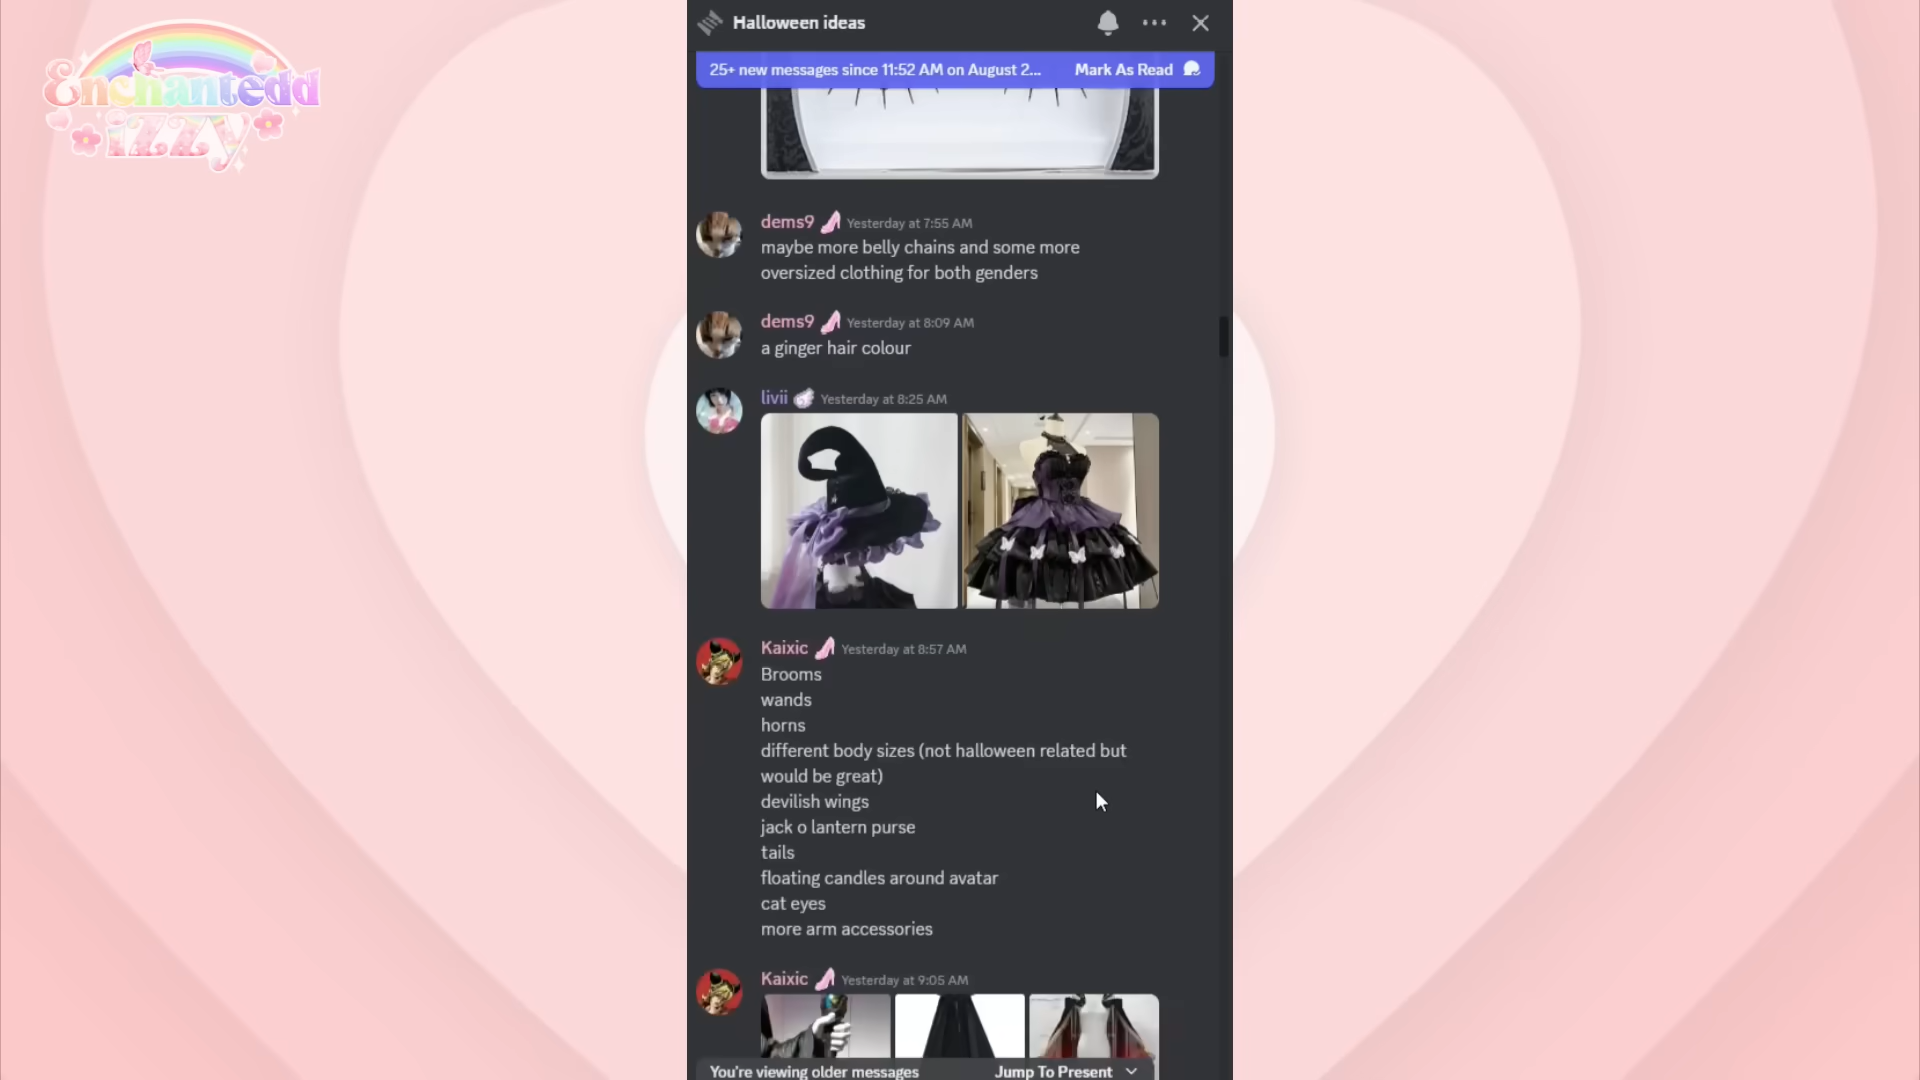 Enchantedd
izzy
Halloween ideas
25+ new messages since 11:52 AM on August 2... Mark As Read
dems9 Yesterday at 7:55 AM
maybe more belly chains and some more
oversized clothing for both genders
dems9 Yesterday at 8:09 AM
a ginger hair colour
livii Yesterday at 8:25 AM
Kaixic Yesterday at 8:57 AM
Brooms
wands
horns
different body sizes (not halloween related but
would be great)
devilish wings
jack o lantern purse
tails
floating candles around avatar
cat eyes
more arm accessories
Kaixic Yesterday at 9:05 AM
You're viewing older messages Jump To Present